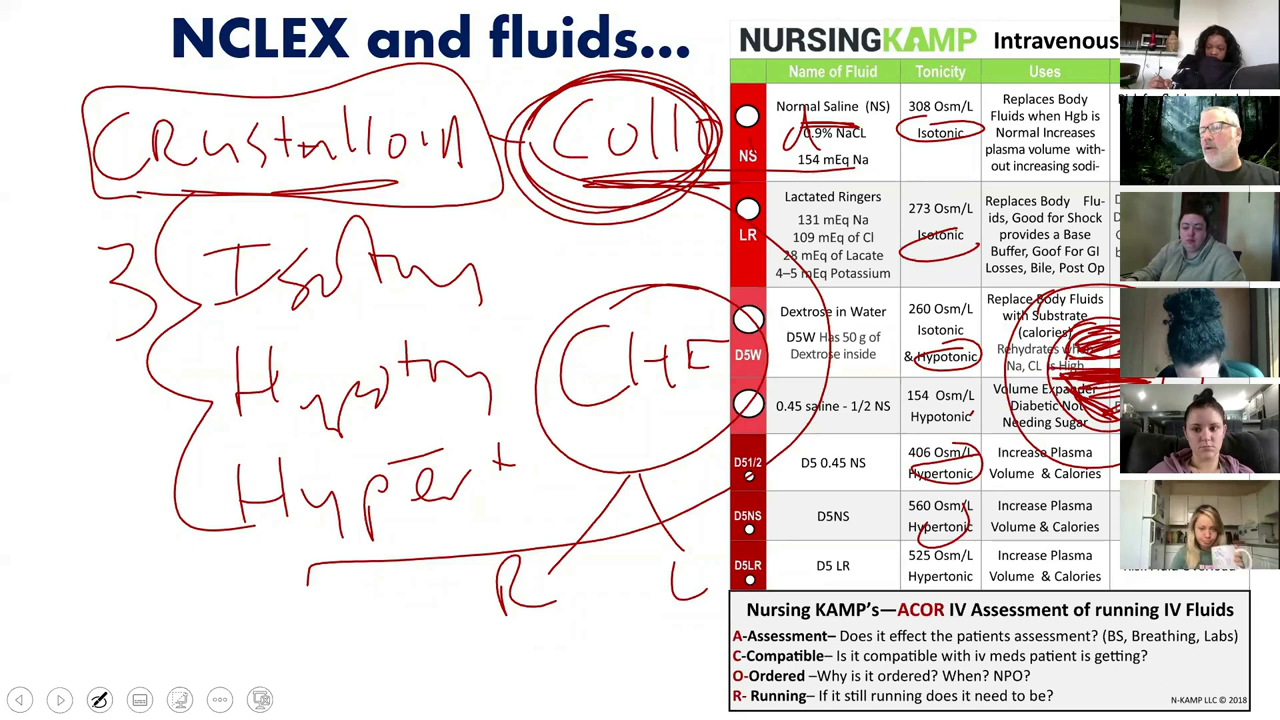 NCLEX and fluids...
Crystalloid
Collo
d
3
Isoton
Hypoton
Hyper +
CHF
R
L
NURSINGKAMP Intravenous
Name of Fluid Tonicity Uses
NS
Normal Saline (NS)
0.9% NaCL
154 mEq Na
308 Osm/L
Isotonic
Replaces Body
Fluids when Hgb is
Normal Increases
plasma volume with-
out increasing sodi-
LR
Lactated Ringers
131 mEq Na
109 mEq of Cl
28 mEq of Lacate
4–5 mEq Potassium
273 Osm/L
Isotonic
Replaces Body Flu-
ids, Good for Shock
provides a Base
Buffer, Goof For GI
Losses, Bile, Post Op
D5W
Dextrose in Water
D5W Has 50 g of
Dextrose inside
260 Osm/L
Isotonic
& Hypotonic
Replace Body Fluids
with Substrate
(calories)
Rehydrates
Na, CL is High
0.45 saline - 1/2 NS
154 Osm/L
Hypotonic
Volume Expander
Diabetic Not
Needing Sugar
D51/2
D5 0.45 NS
406 Osm/L
Hypertonic
Increase Plasma
Volume & Calories
D5NS
D5NS
560 Osm/L
Hypertonic
Increase Plasma
Volume & Calories
D5LR
D5 LR
525 Osm/L
Hypertonic
Increase Plasma
Volume & Calories
Nursing KAMP's—ACOR IV Assessment of running IV Fluids
A-Assessment– Does it effect the patients assessment? (BS, Breathing, Labs)
C-Compatible– Is it compatible with iv meds patient is getting?
O-Ordered –Why is it ordered? When? NPO?
R- Running– If it still running does it need to be?
N-KAMP LLC © 2018